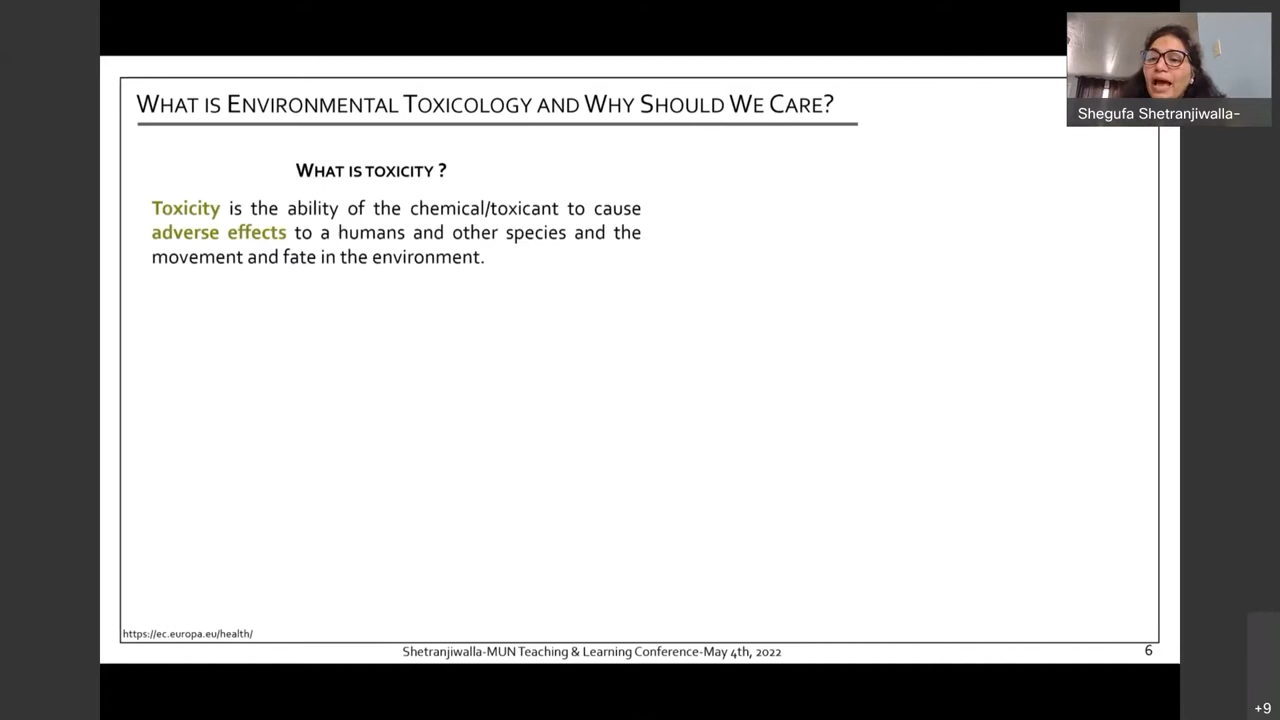 WHAT IS ENVIRONMENTAL TOXICOLOGY AND WHY SHOULD WE CARE?
Shegufa Shetranjiwalla-
WHAT IS TOXICITY ?
Toxicity is the ability of the chemical/toxicant to cause
adverse effects to a humans and other species and the
movement and fate in the environment.
https://ec.europa.eu/health/
Shetranjiwalla-MUN Teaching & Learning Conference-May 4th, 2022
6
+9